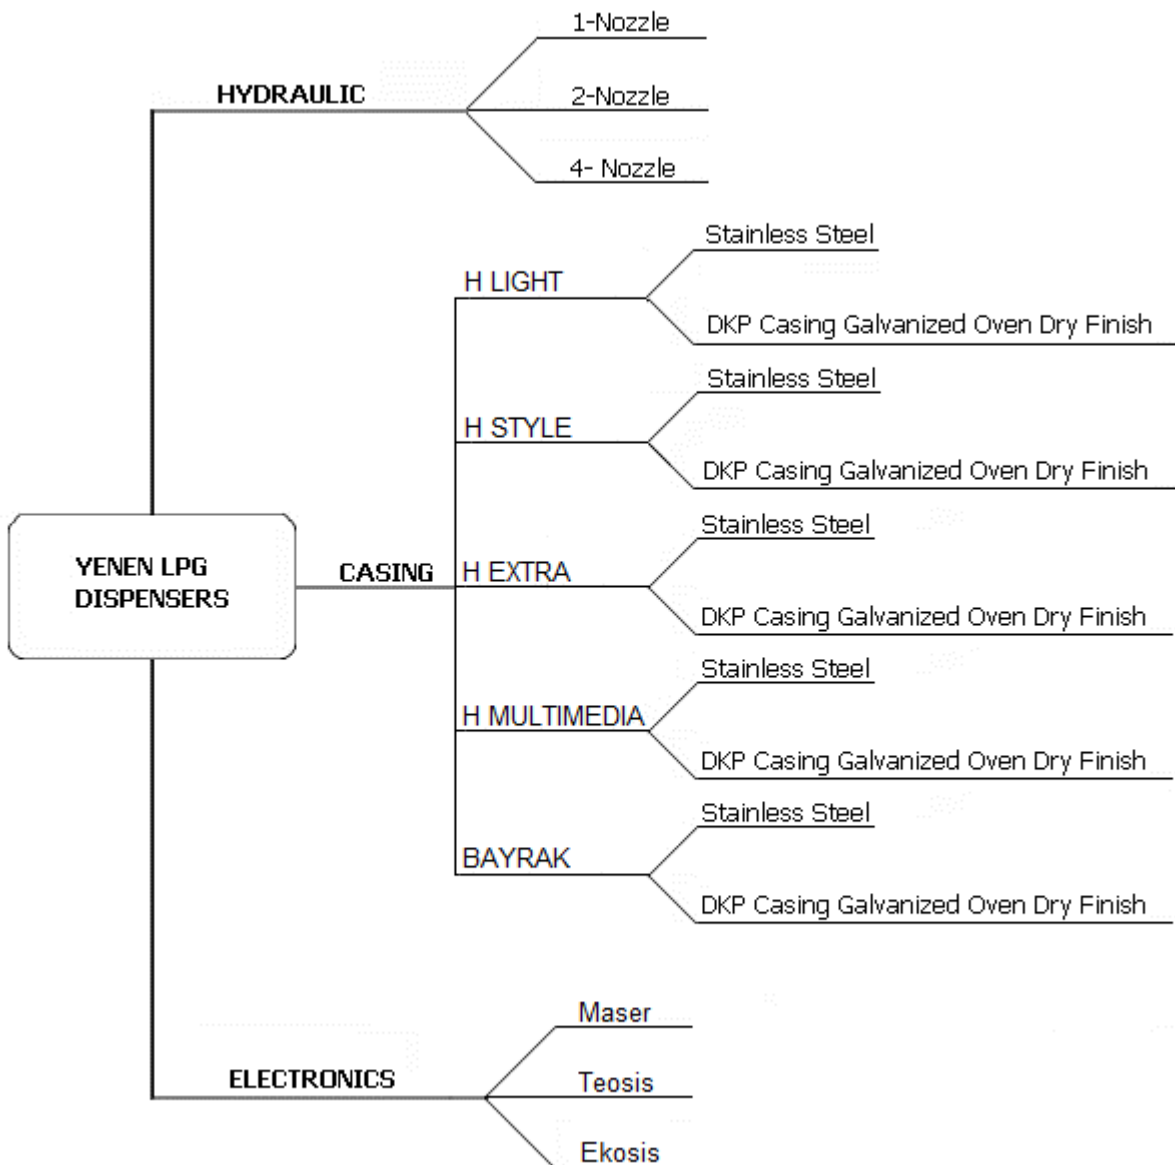 1-Nozzle
HYDRAULIC
2-Nozzle
4- Nozzle
Stainless Steel
H LIGHT
DKP Casing Galvanized Oven Dry Finish
Stainless Steel
H STYLE
DKP Casing Galvanized Oven Dry Finish
YENEN LPG
DISPENSERS
CASING
Stainless Steel
H EXTRA
DKP Casing Galvanized Oven Dry Finish
Stainless Steel
H MULTIMEDIA
DKP Casing Galvanized Oven Dry Finish
Stainless Steel
BAYRAK
DKP Casing Galvanized Oven Dry Finish
Maser
ELECTRONICS
Teosis
Ekosis